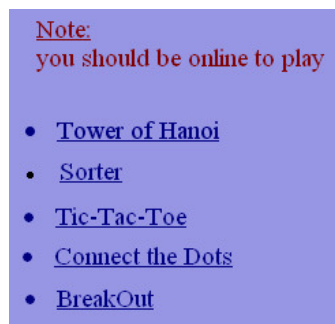 Note:
you should be online to play
Tower of Hanoi
Sorter
Tic-Tac-Toe
Connect the Dots
BreakOut